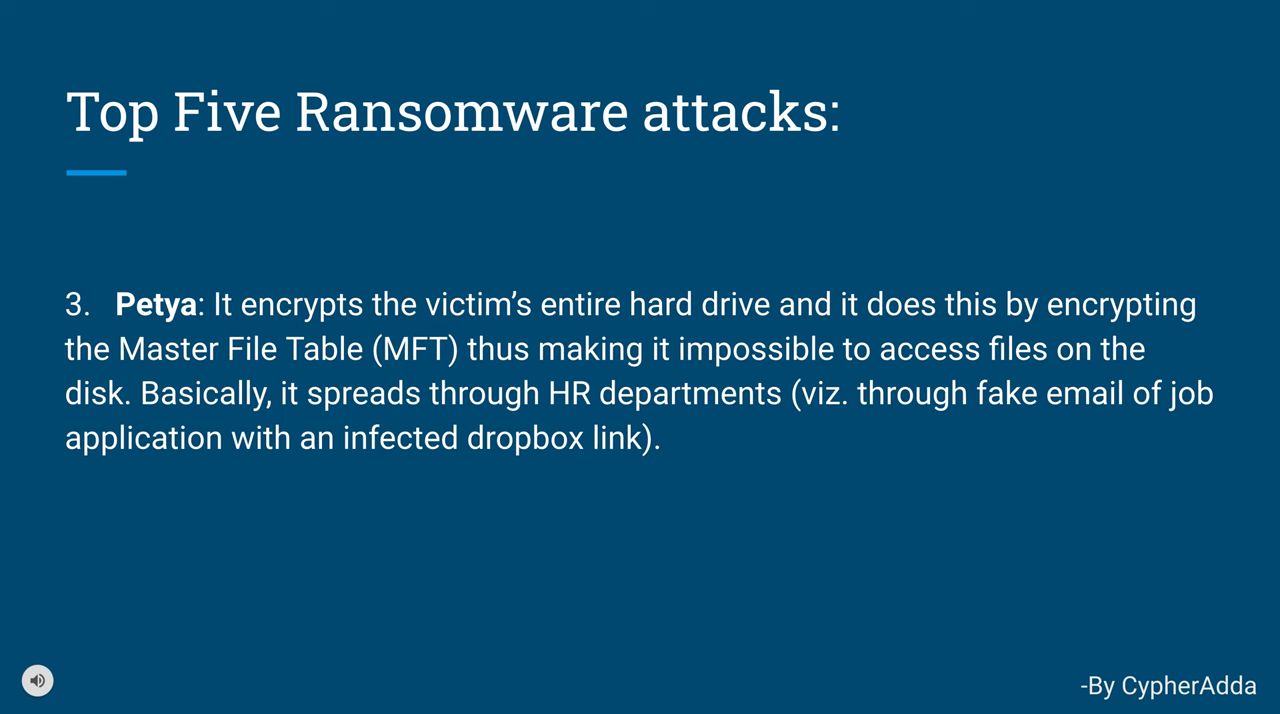 Top Five Ransomware attacks:
3. Petya: It encrypts the victim’s entire hard drive and it does this by encrypting
the Master File Table (MFT) thus making it impossible to access files on the
disk. Basically, it spreads through HR departments (viz. through fake email of job
application with an infected dropbox link).
-By CypherAdda